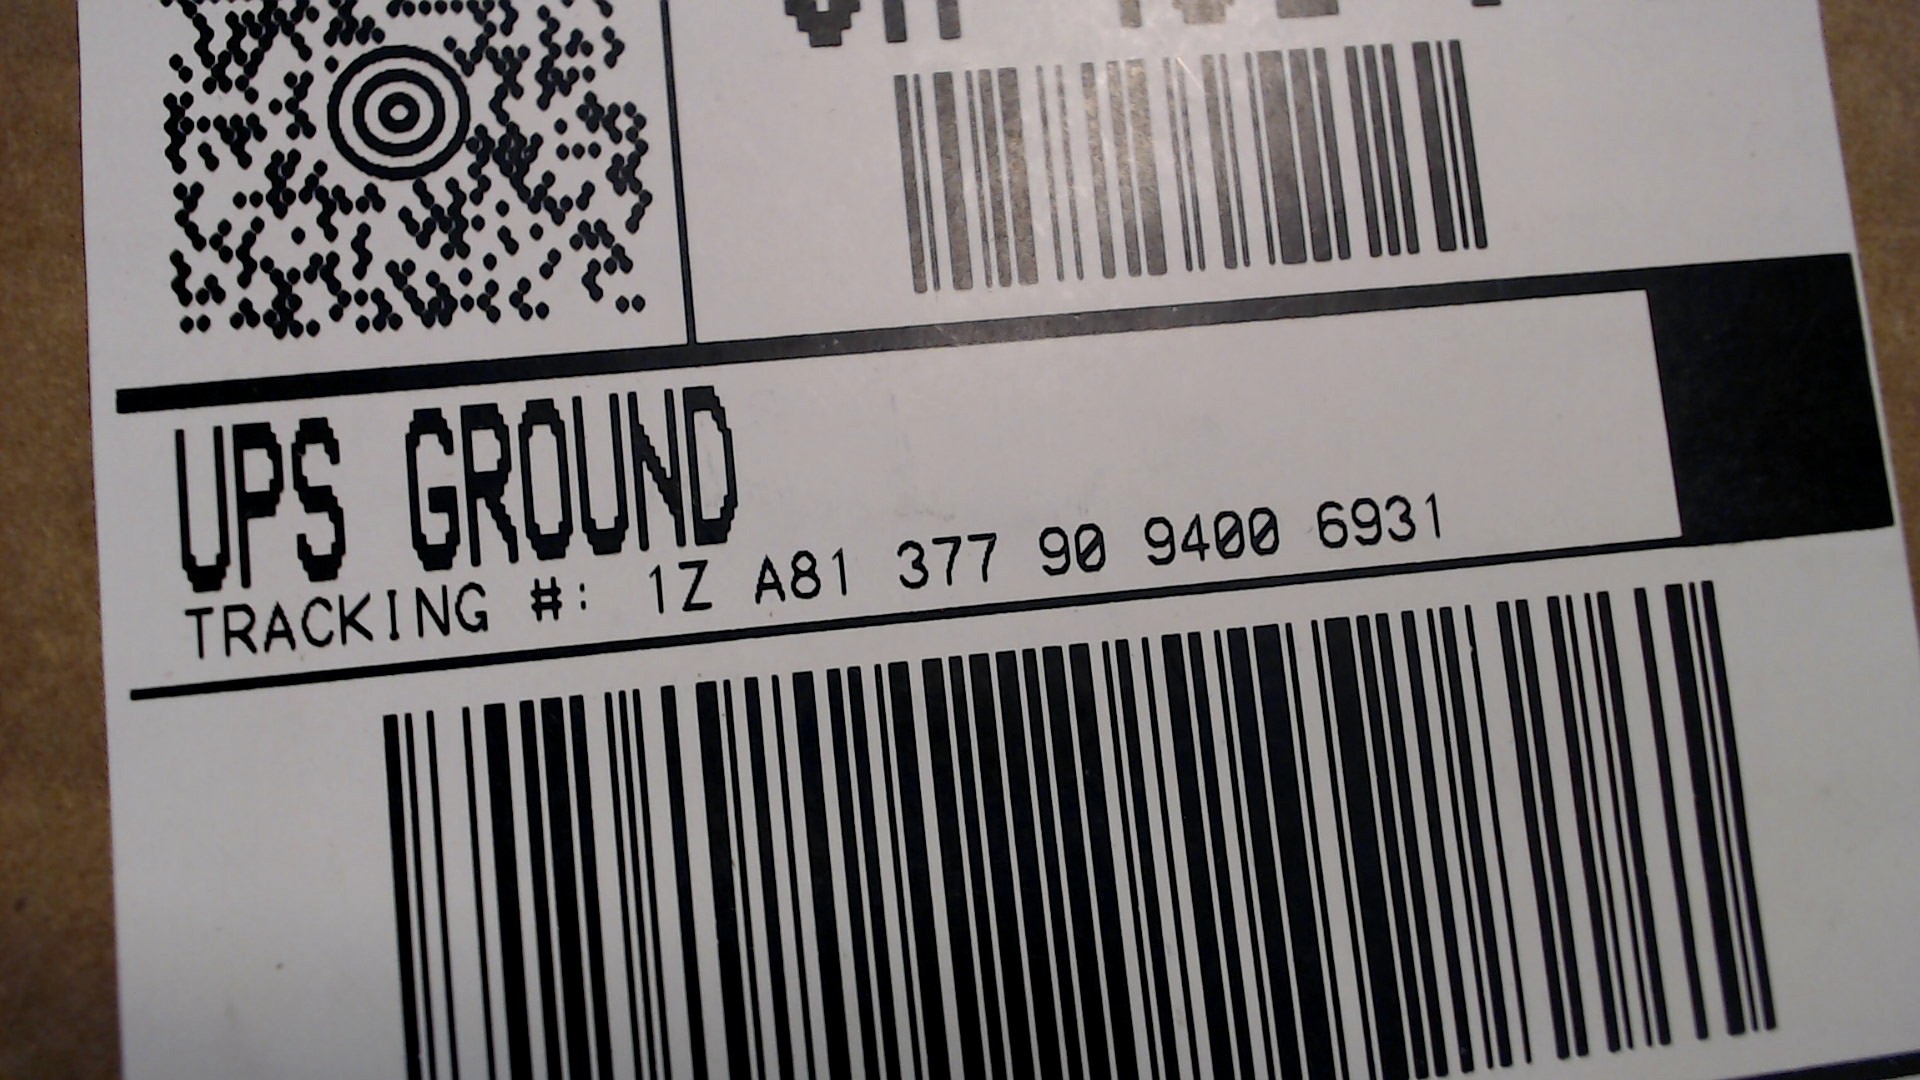 UPS GROUND
TRACKING #: 1Z A81 377 90 9400 6931